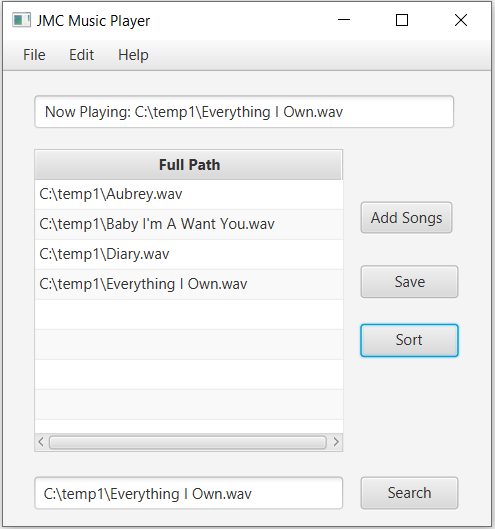 JMC Music Player
File Edit Help
Now Playing: C:\temp1\Everything I Own.wav
Full Path
C:\temp1\Aubrey.wav
C:\temp1\Baby I'm A Want You.wav
C:\temp1\Diary.wav
C:\temp1\Everything I Own.wav
Add Songs
Save
Sort
C:\temp1\Everything I Own.wav
Search